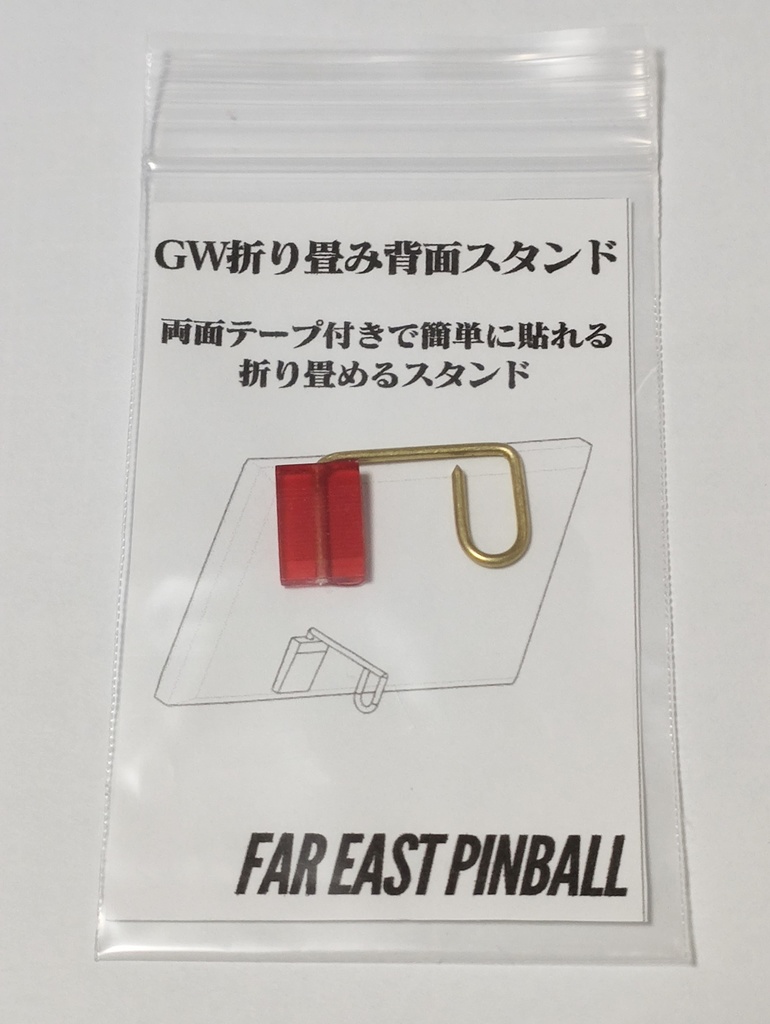 GW折り畳み背面スタンド
両面テープ付きで簡単に貼れる
折り畳めるスタンド
FAR EAST PINBALL